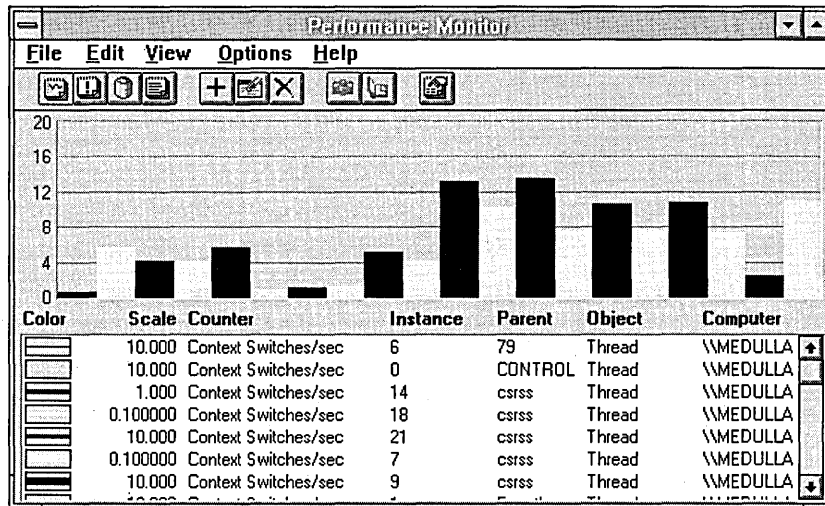 Performance Monitor
File Edit View Options Help
20
16
12
8
4
0
Color Scale Counter Instance Parent Object Computer
10.000 Context Switches/sec 6 79 Thread \\MEDULLA
10.000 Context Switches/sec 0 CONTROL Thread \\MEDULLA
1.000 Context Switches/sec 14 csrss Thread \\MEDULLA
0.100000 Context Switches/sec 18 csrss Thread \\MEDULLA
10.000 Context Switches/sec 21 csrss Thread \\MEDULLA
0.100000 Context Switches/sec 7 csrss Thread \\MEDULLA
10.000 Context Switches/sec 9 csrss Thread \\MEDULLA